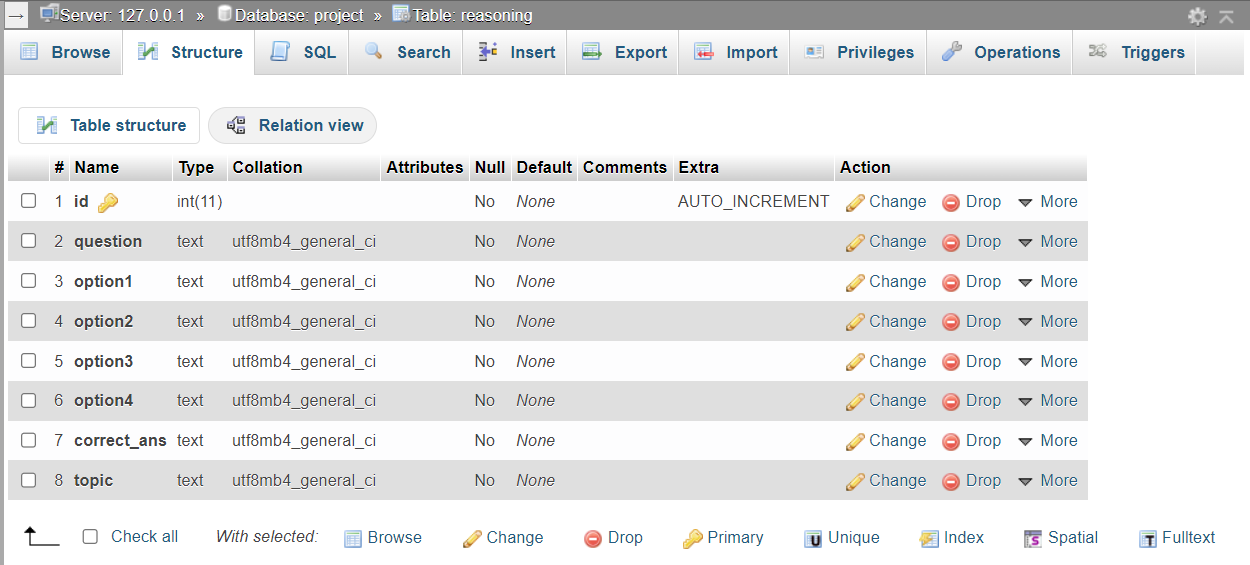 Server: 127.0.0.1 » Database: project » Table: reasoning
Browse Structure SQL Search Insert Export Import Privileges Operations Triggers
Table structure Relation view
# Name Type Collation Attributes Null Default Comments Extra Action
1 id int(11) No None AUTO_INCREMENT Change Drop More
2 question text utf8mb4_general_ci No None Change Drop More
3 option1 text utf8mb4_general_ci No None Change Drop More
4 option2 text utf8mb4_general_ci No None Change Drop More
5 option3 text utf8mb4_general_ci No None Change Drop More
6 option4 text utf8mb4_general_ci No None Change Drop More
7 correct_ans text utf8mb4_general_ci No None Change Drop More
8 topic text utf8mb4_general_ci No None Change Drop More
Check all With selected: Browse Change Drop Primary Unique Index Spatial Fulltext